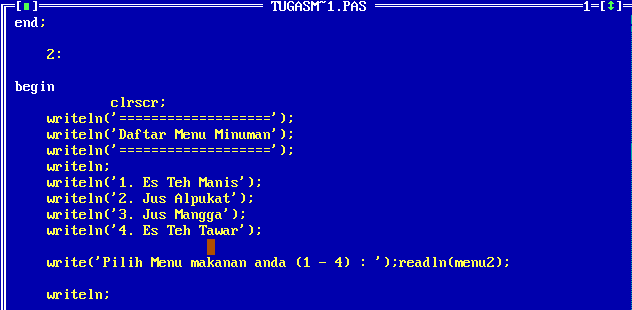 [■] TUGASM~1.PAS 1=[↕]
end;
2:
begin
clrscr;
writeln('===================');
writeln('Daftar Menu Minuman');
writeln('===================');
writeln;
writeln('1. Es Teh Manis');
writeln('2. Jus Alpukat');
writeln('3. Jus Mangga');
writeln('4. Es Teh Tawar');
write('Pilih Menu makanan anda (1 - 4) : ');readln(menu2);
writeln;